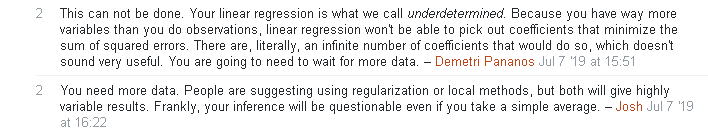 2 This can not be done. Your linear regression is what we call underdetermined. Because you have way more
variables than you do observations, linear regression won't be able to pick out coefficients that minimize the
sum of squared errors. There are, literally, an infinite number of coefficients that would do so, which doesn't
sound very useful. You are going to need to wait for more data. – Demetri Pananos Jul 7 '19 at 15:51
2 You need more data. People are suggesting using regularization or local methods, but both will give highly
variable results. Frankly, your inference will be questionable even if you take a simple average. – Josh Jul 7 '19
at 16:22